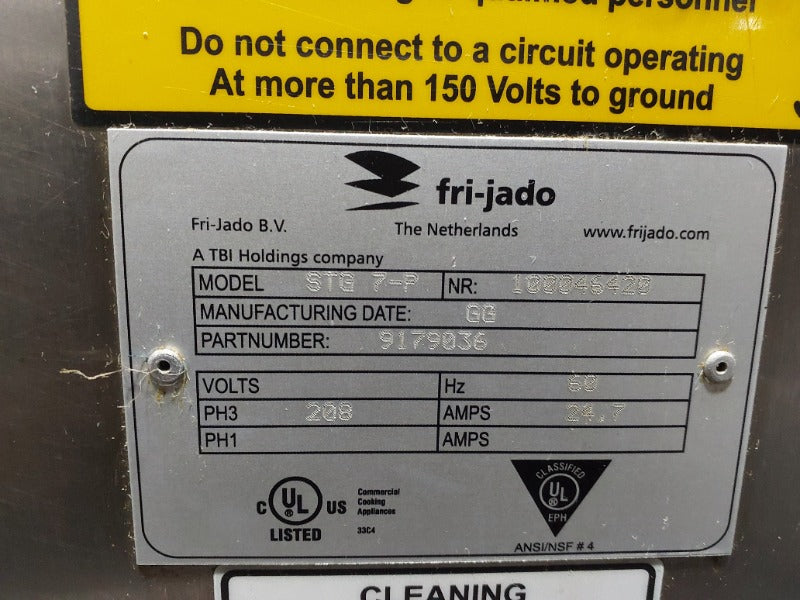 qualified personnel
Do not connect to a circuit operating
At more than 150 Volts to ground
fri-jado
Fri-Jado B.V. The Netherlands www.frijado.com
A TBI Holdings company
MODEL STG 7-P NR: 100046420
MANUFACTURING DATE: GG
PARTNUMBER: 9179036
VOLTS Hz 60
PH3 208 AMPS 24,7
PH1 AMPS
C UL ® US LISTED
Commercial
Cooking
Appliances
33C4
CLASSIFIED
UL ®
EPH
ANSI/NSF # 4
CLEANING